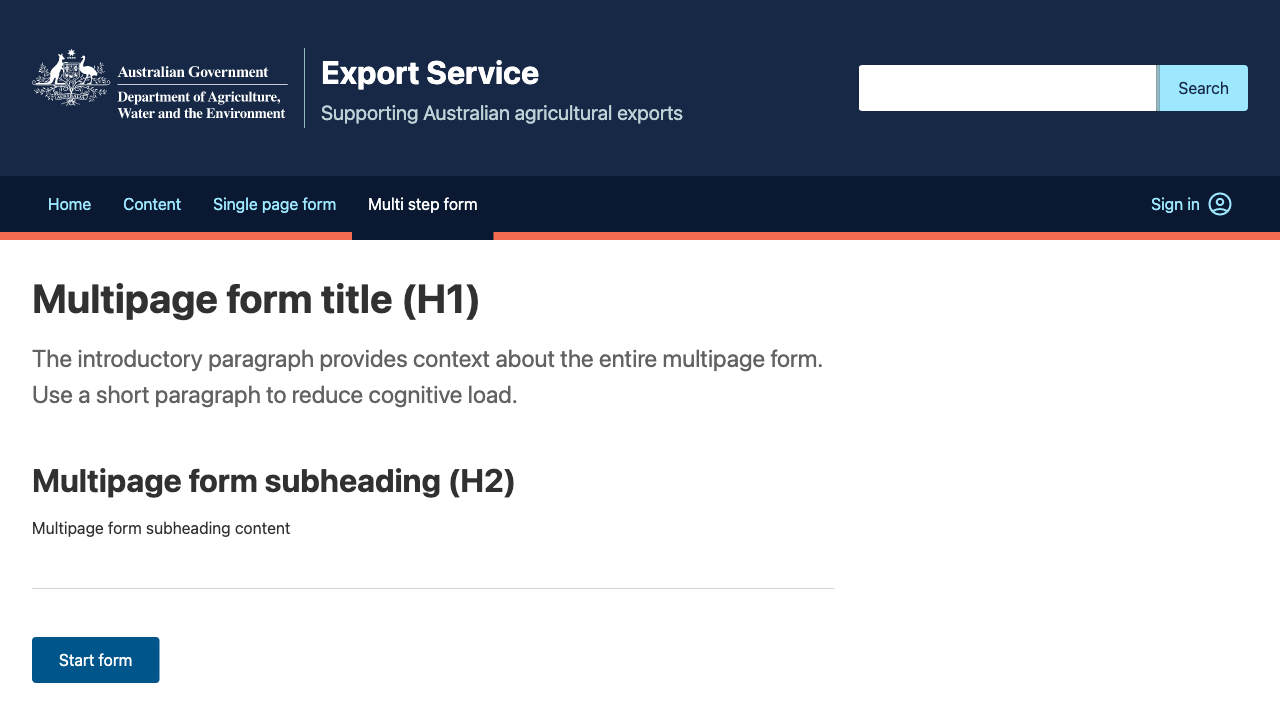 Australian Government
Department of Agriculture,
Water and the Environment
Export Service
Supporting Australian agricultural exports
Search
Home
Content
Single page form
Multi step form
Sign in
Multipage form title (H1)
The introductory paragraph provides context about the entire multipage form.
Use a short paragraph to reduce cognitive load.
Multipage form subheading (H2)
Multipage form subheading content
Start form